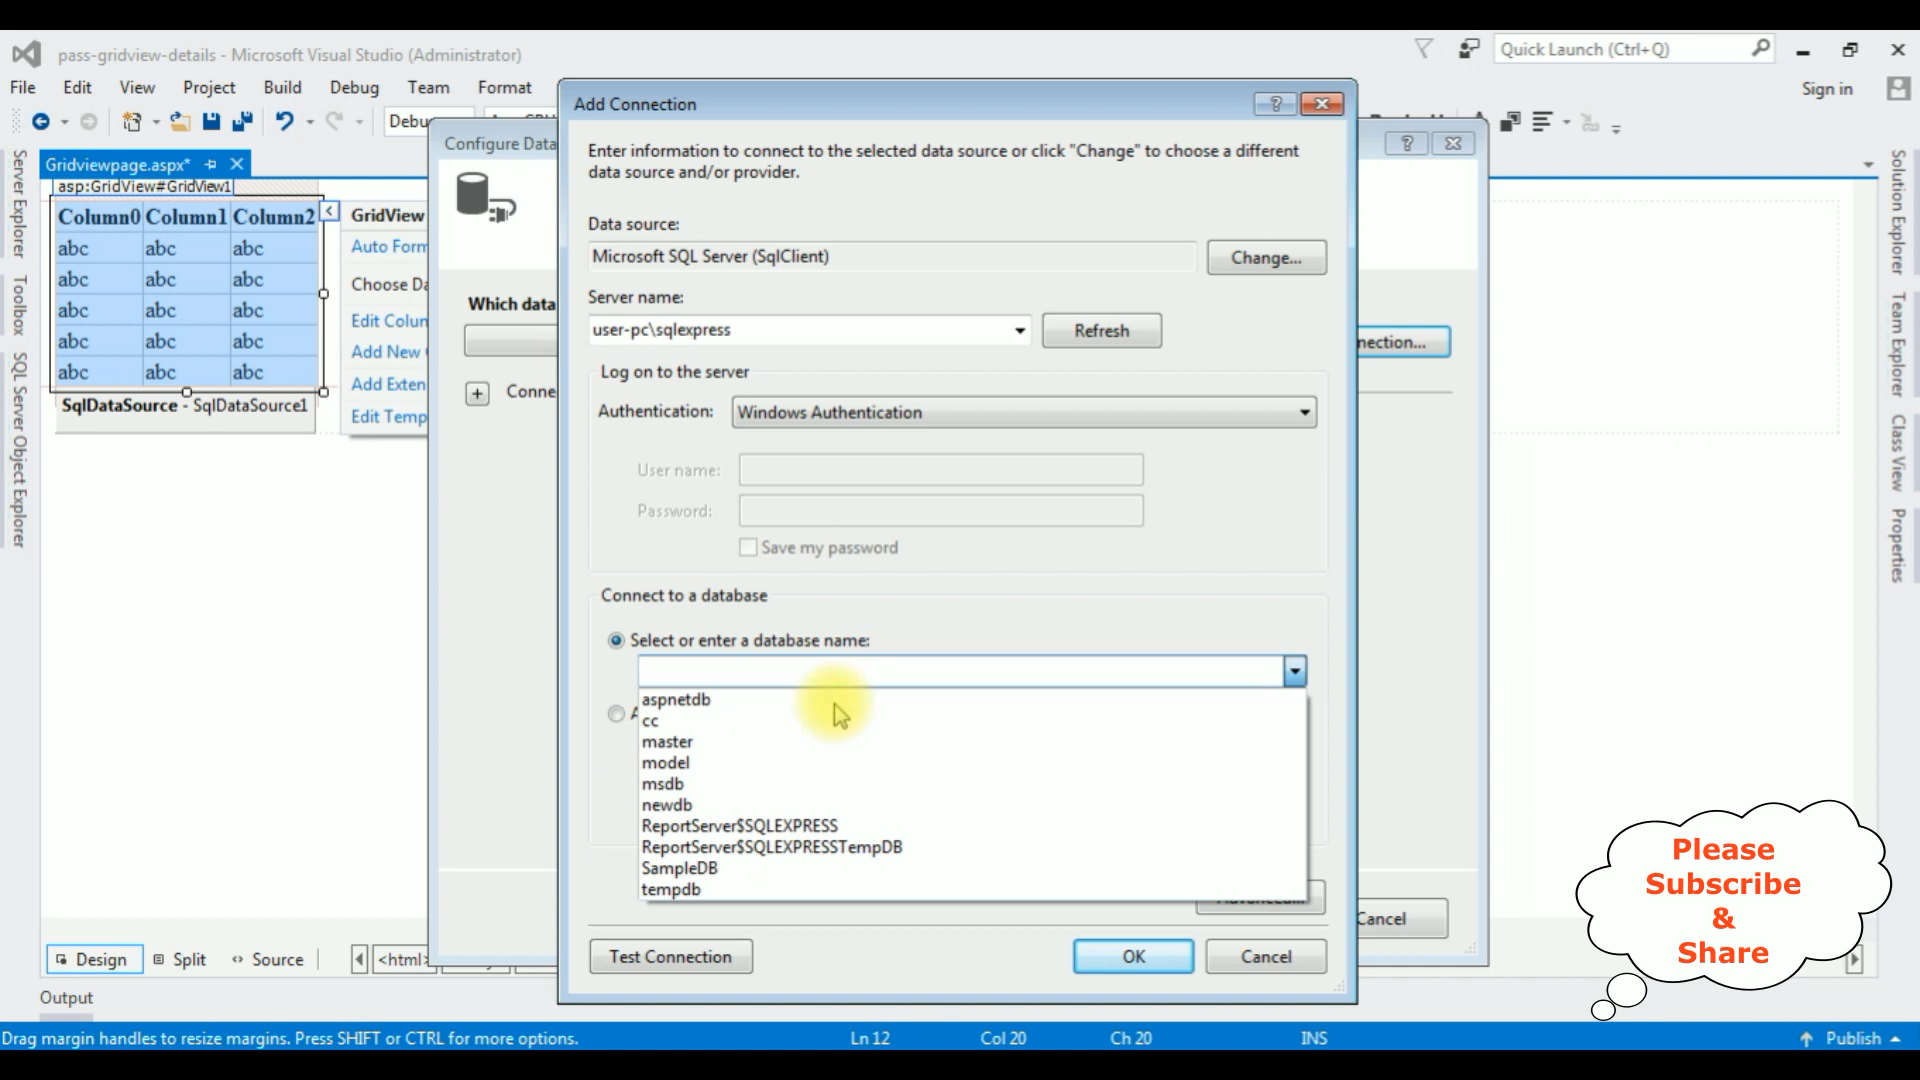 pass-gridview-details - Microsoft Visual Studio (Administrator)
Quick Launch (Ctrl+Q)
File Edit View Project Build Debug Team Format
Sign in
Server Explorer
Toolbox
SQL Server Object Explorer
Gridviewpage.aspx*
asp:GridView#GridView1
Column0 Column1 Column2
abc abc abc
abc abc abc
abc abc abc
abc abc abc
abc abc abc
SqlDataSource - SqlDataSource1
GridView
Auto Form
Choose Da
Edit Colun
Add New
Add Exten
Edit Temp
Configure Data
Which data
Conne
nection...
Cancel
Add Connection
Enter information to connect to the selected data source or click "Change" to choose a different
data source and/or provider.
Data source:
Microsoft SQL Server (SqlClient)
Change...
Server name:
user-pc\sqlexpress
Refresh
Log on to the server
Authentication: Windows Authentication
User name:
Password:
Save my password
Connect to a database
Select or enter a database name:
aspnetdb
cc
master
model
msdb
newdb
ReportServer$SQLEXPRESS
ReportServer$SQLEXPRESSTempDB
SampleDB
tempdb
Test Connection
OK
Cancel
Solution Explorer
Team Explorer
Class View
Properties
Please
Subscribe
&
Share
Design Split Source
<html>
Output
Drag margin handles to resize margins. Press SHIFT or CTRL for more options.
Ln 12 Col 20 Ch 20 INS
Publish